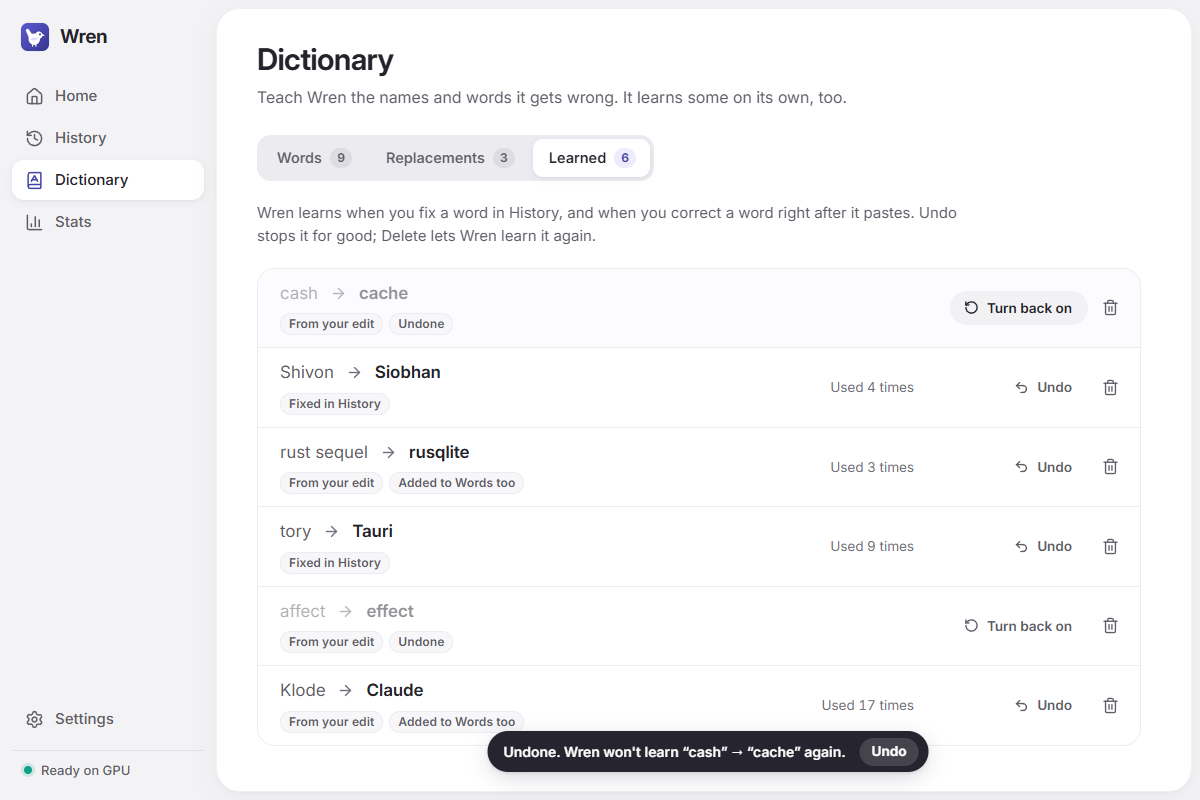 Wren
Home
History
Dictionary
Stats
Settings
Ready on GPU
Dictionary
Teach Wren the names and words it gets wrong. It learns some on its own, too.
Words 9 Replacements 3 Learned 6
Wren learns when you fix a word in History, and when you correct a word right after it pastes. Undo
stops it for good; Delete lets Wren learn it again.
cash → cache
From your edit Undone
Turn back on
Shivon → Siobhan
Fixed in History
Used 4 times Undo
rust sequel → rusqlite
From your edit Added to Words too
Used 3 times Undo
tory → Tauri
Fixed in History
Used 9 times Undo
affect → effect
From your edit Undone
Turn back on
Klode → Claude
From your edit Added to Words too
Used 17 times Undo
Undone. Wren won't learn “cash” → “cache” again. Undo